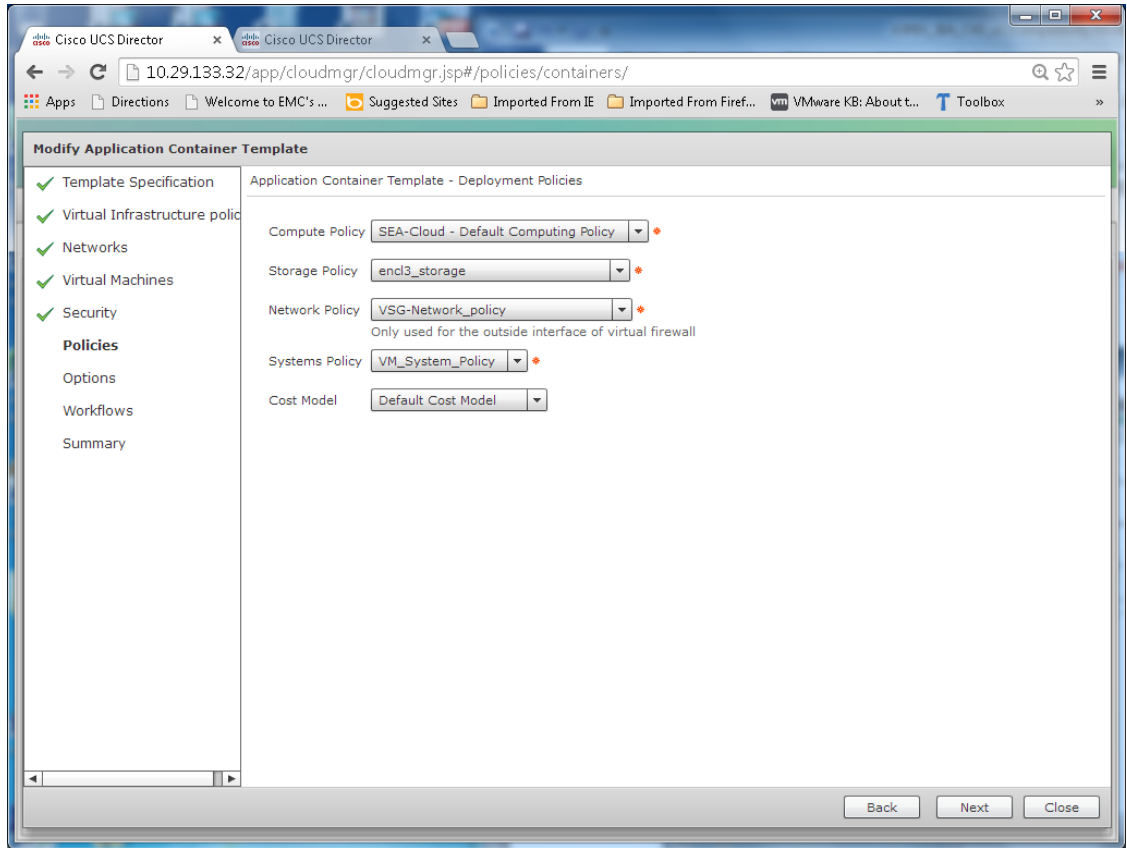 cisco Cisco UCS Director × cisco Cisco UCS Director ×
10.29.133.32/app/cloudmgr/cloudmgr.jsp#/policies/containers/
Apps Directions Welcome to EMC's ... Suggested Sites Imported From IE Imported From Firef... vm VMware KB: About t... T Toolbox »
Modify Application Container Template
Template Specification
Virtual Infrastructure polic
Networks
Virtual Machines
Security
Policies
Options
Workflows
Summary
Application Container Template - Deployment Policies
Compute Policy SEA-Cloud - Default Computing Policy
Storage Policy encl3_storage
Network Policy VSG-Network_policy
Only used for the outside interface of virtual firewall
Systems Policy VM_System_Policy
Cost Model Default Cost Model
Back Next Close